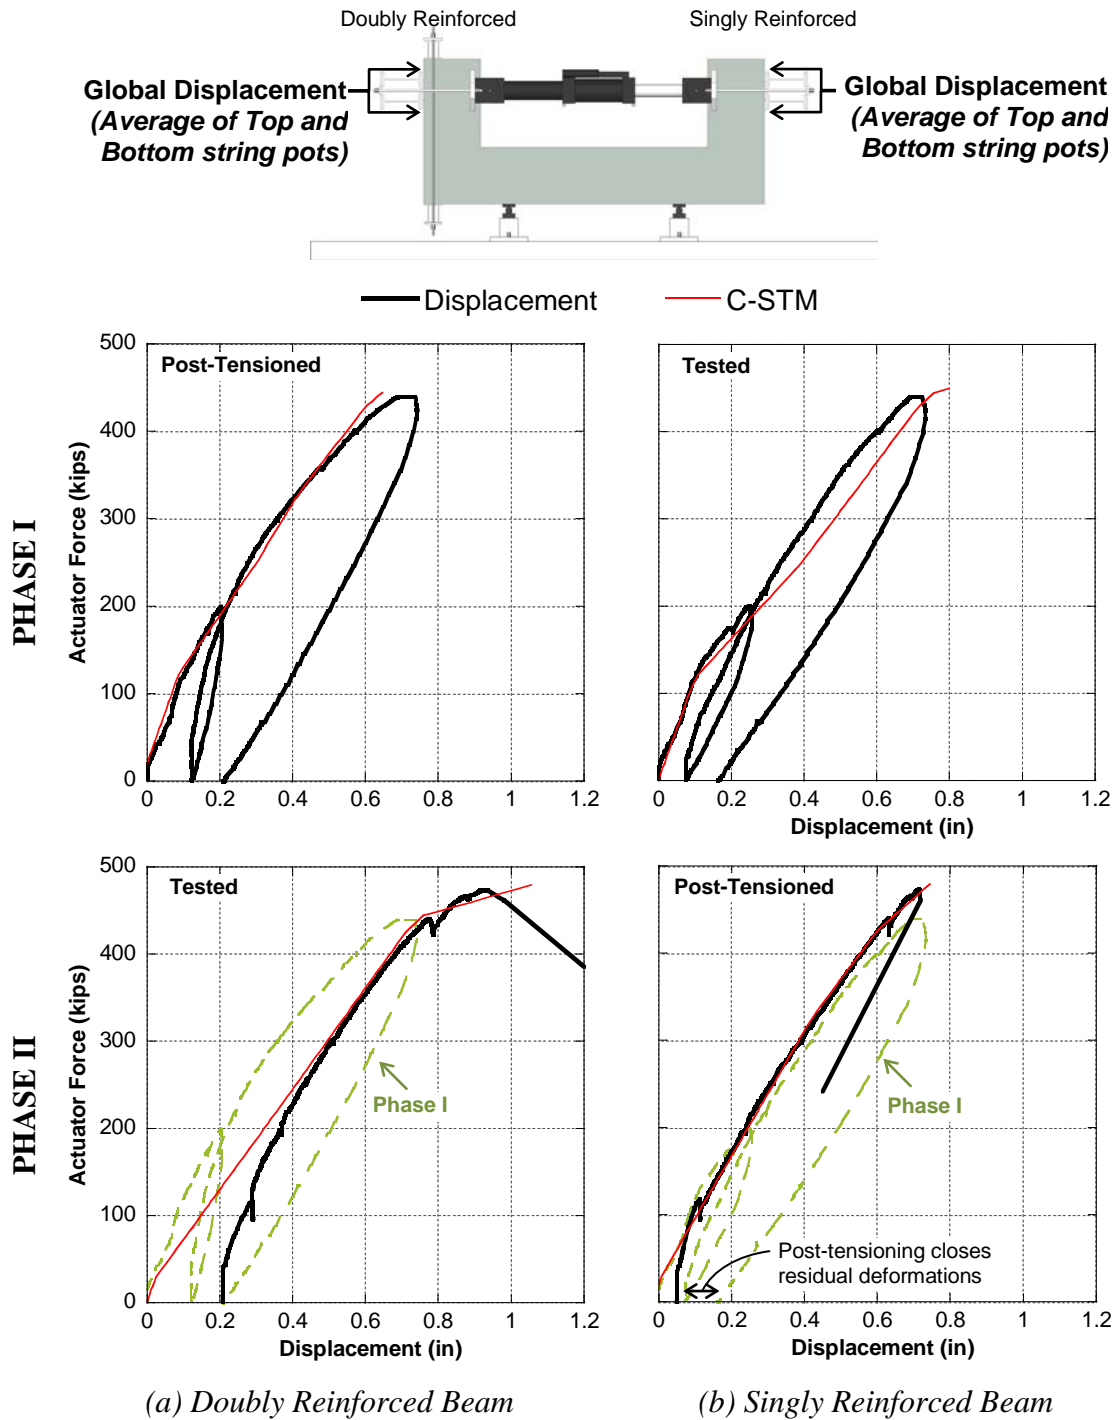 Doubly Reinforced
Singly Reinforced
Global Displacement
(Average of Top and
Bottom string pots)
Global Displacement
(Average of Top and
Bottom string pots)
Displacement
C-STM
PHASE I
Actuator Force (kips)
500
400
300
200
100
0
Post-Tensioned
0 0.2 0.4 0.6 0.8 1 1.2
Tested
0 0.2 0.4 0.6 0.8 1 1.2
Displacement (in)
PHASE II
Actuator Force (kips)
500
400
300
200
100
0
Tested
Phase I
0 0.2 0.4 0.6 0.8 1 1.2
Displacement (in)
Post-Tensioned
Phase I
Post-tensioning closes
residual deformations
0 0.2 0.4 0.6 0.8 1 1.2
Displacement (in)
(a) Doubly Reinforced Beam
(b) Singly Reinforced Beam